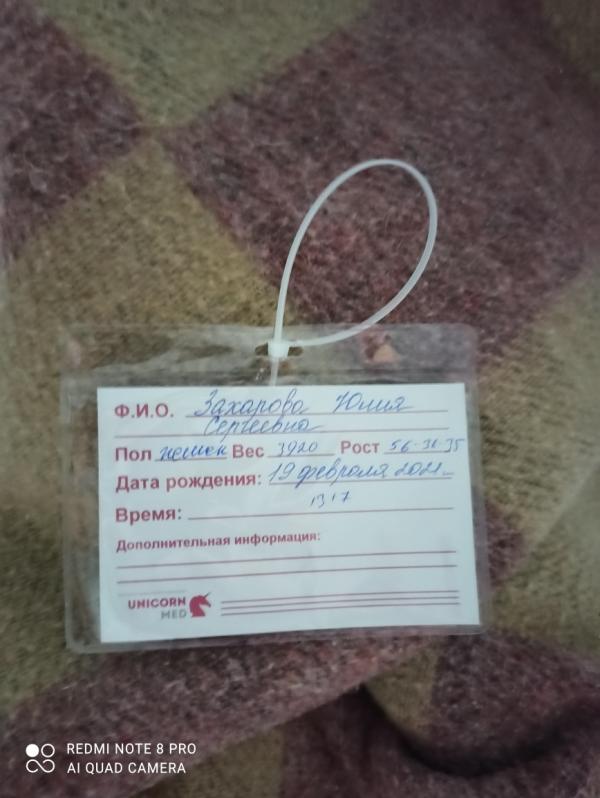 Ф.И.О. Захарова Юлия
Сергеевна
Пол женск Вес 3920 Рост 56-36-35
Дата рождения: 19 февраля 2021г.
Время: 13 17
Дополнительная информация:
UNICORN
MED
REDMI NOTE 8 PRO
AI QUAD CAMERA